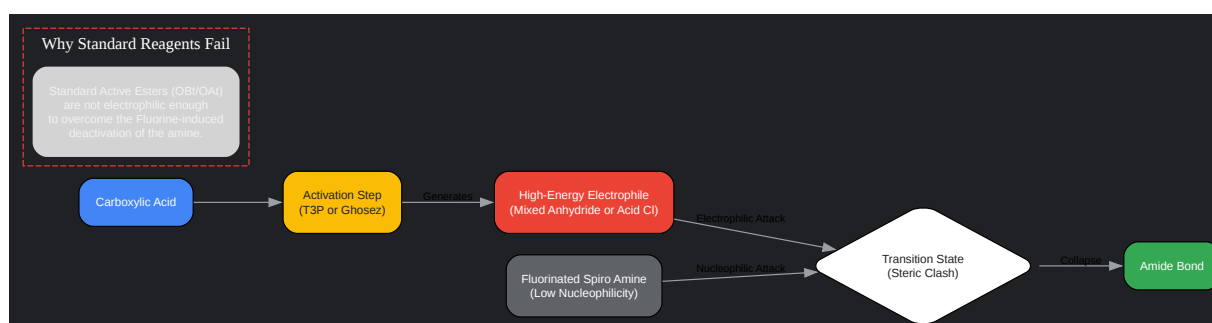 Why Standard Reagents Fail
Standard Active Esters (OBt/OAt)
are not electrophilic enough
to overcome the Fluorine-induced
deactivation of the amine.
Carboxylic Acid
Activation Step
(T3P or Ghosez)
Generates
High-Energy Electrophile
(Mixed Anhydride or Acid Cl)
Electrophilic Attack
Fluorinated Spiro Amine
(Low Nucleophilicity)
Nucleophilic Attack
Transition State
(Steric Clash)
Collapse
Amide Bond